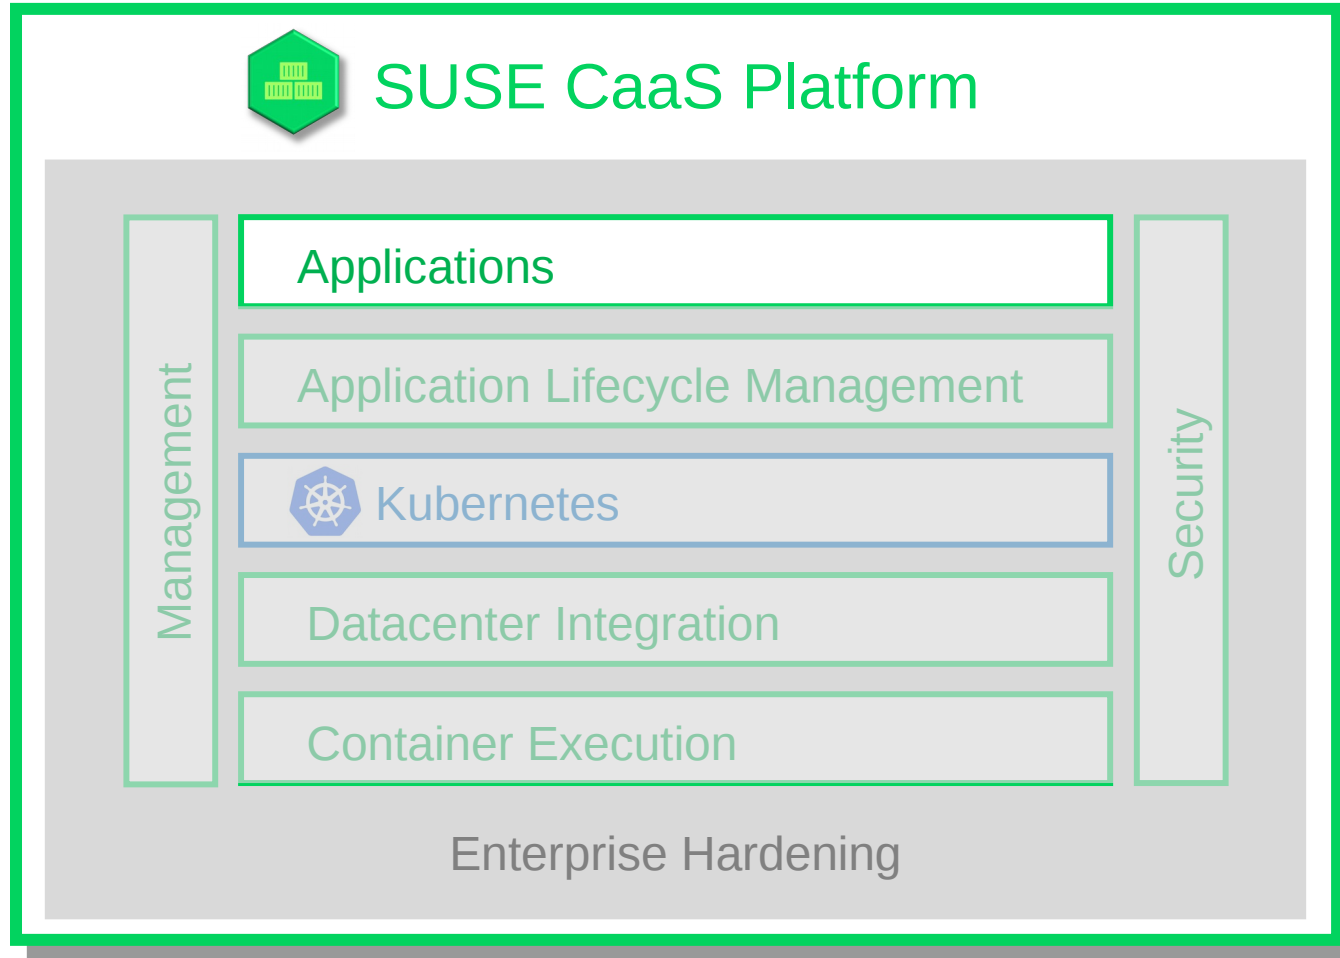 SUSE CaaS Platform
Management
Applications
Application Lifecycle Management
Kubernetes
Datacenter Integration
Container Execution
Security
Enterprise Hardening